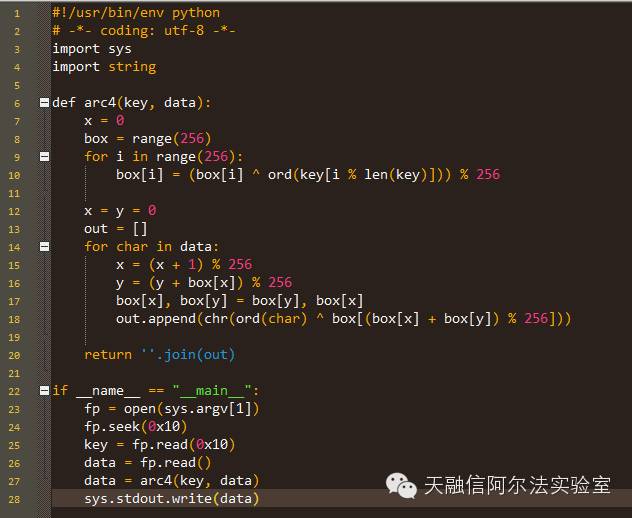 1 #!/usr/bin/env python
2 # -*- coding: utf-8 -*-
3 import sys
4 import string
5
6 def arc4(key, data):
7     x = 0
8     box = range(256)
9     for i in range(256):
10         box[i] = (box[i] ^ ord(key[i % len(key)])) % 256
11
12     x = y = 0
13     out = []
14     for char in data:
15         x = (x + 1) % 256
16         y = (y + box[x]) % 256
17         box[x], box[y] = box[y], box[x]
18         out.append(chr(ord(char) ^ box[(box[x] + box[y]) % 256]))
19
20     return ''.join(out)
21
22 if __name__ == "__main__":
23     fp = open(sys.argv[1])
24     fp.seek(0x10)
25     key = fp.read(0x10)
26     data = fp.read()
27     data = arc4(key, data)
28     sys.stdout.write(data)
天融信阿尔法实验室